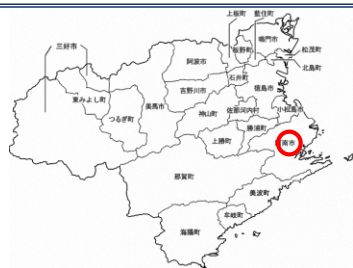 上板町
藍住町
三好市
鳴門市
阿波市
板野町
松茂町
北島町
石井町
東みよし町
吉野川市
徳島市
美馬市
つるぎ町
神山町
佐那河内村
小松島市
勝浦町
上勝町
南市
那賀町
美波町
牟岐町
海陽町